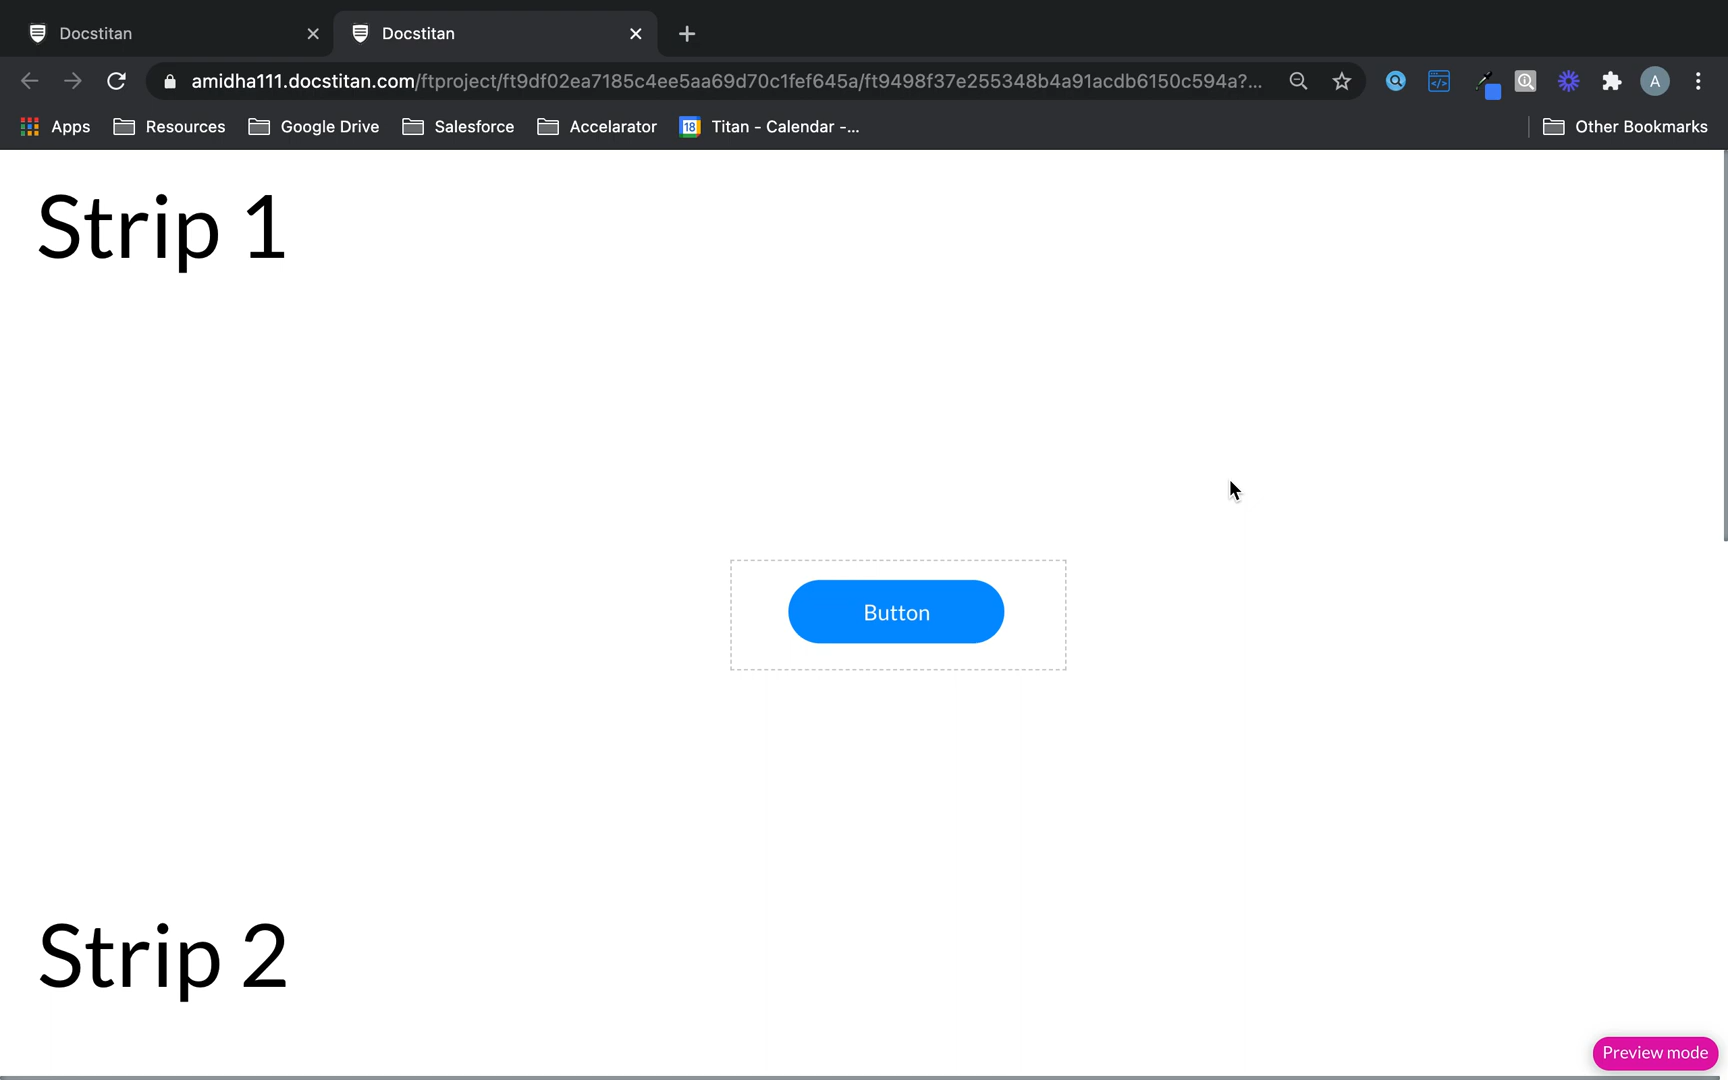 Docstitan
Docstitan
amidha111.docstitan.com/ftproject/ft9df02ea7185c4ee5aa69d70c1fef645a/ft9498f37e255348b4a91acdb6150c594a?...
A
Apps
Resources
Google Drive
Salesforce
Accelarator
18
Titan - Calendar -...
Other Bookmarks
Strip 1
Button
Strip 2
Preview mode